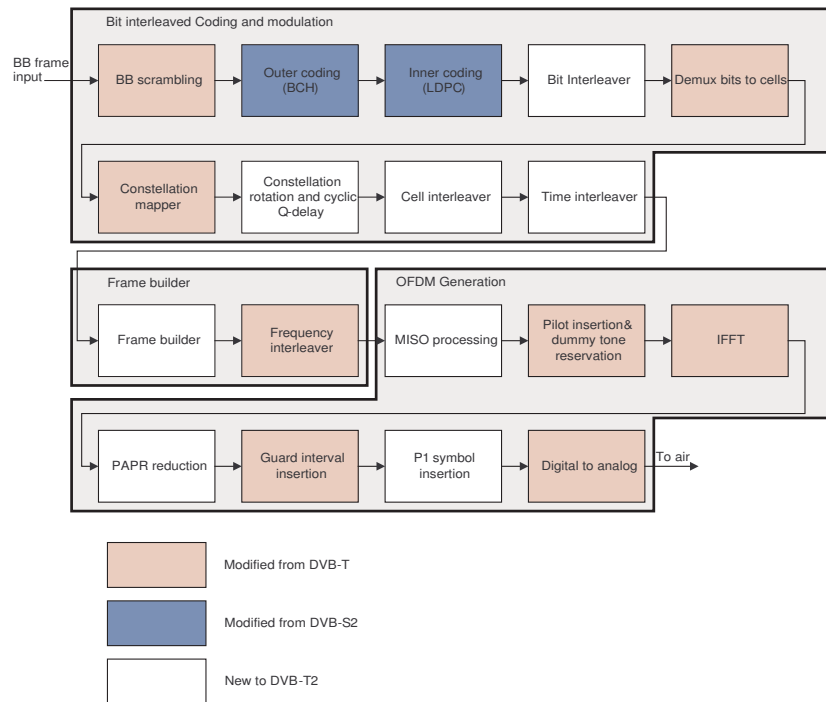 Bit interleaved Coding and modulation
BB frame
input
BB scrambling
Outer coding
(BCH)
Inner coding
(LDPC)
Bit Interleaver
Demux bits to cells
Constellation
mapper
Constellation
rotation and cyclic
Q-delay
Cell interleaver
Time interleaver
Frame builder
Frame builder
Frequency
interleaver
OFDM Generation
MISO processing
Pilot insertion&
dummy tone
reservation
IFFT
PAPR reduction
Guard interval
insertion
P1 symbol
insertion
Digital to analog
To air
Modified from DVB-T
Modified from DVB-S2
New to DVB-T2